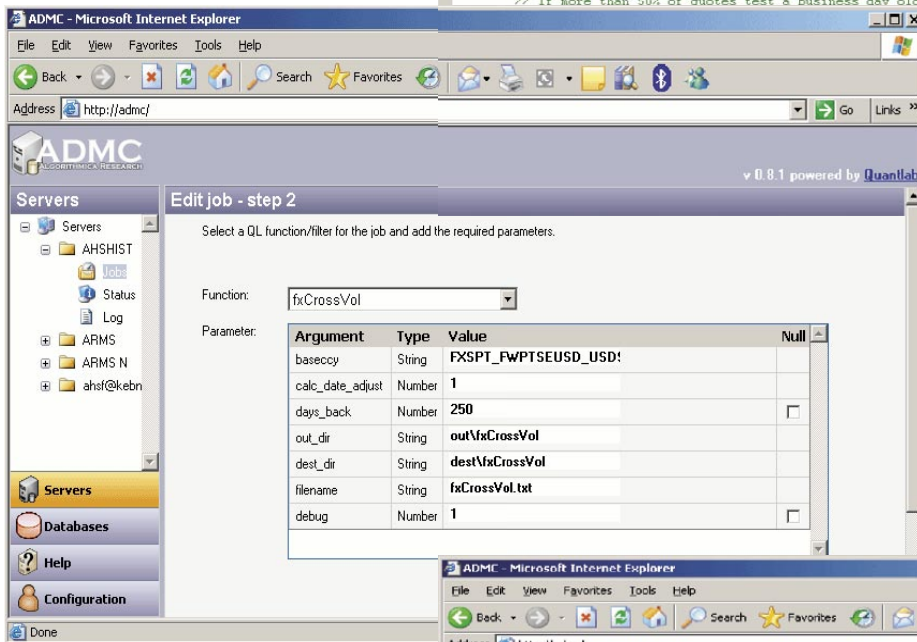 // If more than 50% of quotes test a business day old
ADMC - Microsoft Internet Explorer
File Edit View Favorites Tools Help
Back Search Favorites
Address http://admc/ Go Links »
ADMC
ALGORITHMICA RESEARCH
v 0.8.1 powered by Quantlab
Servers
Edit job - step 2
Servers
AHSHIST
Jobs
Status
Log
ARMS
ARMS N
ahsf@kebn
Select a QL function/filter for the job and add the required parameters.
Function: fxCrossVol
Parameter:
Argument Type Value Null
baseccy String FXSPT_FWPTSEUSD_USD
calc_date_adjust Number 1
days_back Number 250
out_dir String out\fxCrossVol
dest_dir String dest\fxCrossVol
filename String fxCrossVol.txt
debug Number 1
Servers
Databases
Help
Configuration
Done
ADMC - Microsoft Internet Explorer
File Edit View Favorites Tools Help
Back Search Favorites